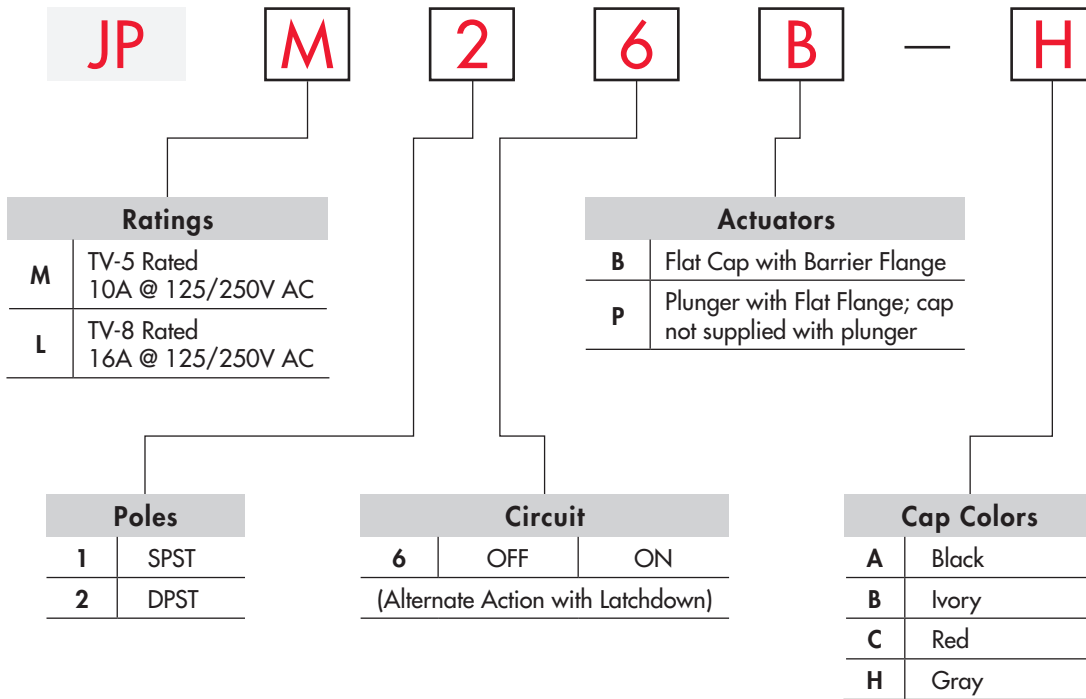 JP M 2 6 B — H
Ratings
M TV-5 Rated
10A @ 125/250V AC
L TV-8 Rated
16A @ 125/250V AC
Actuators
B Flat Cap with Barrier Flange
P Plunger with Flat Flange; cap
not supplied with plunger
Poles
1 SPST
2 DPST
Circuit
6 OFF ON
(Alternate Action with Latchdown)
Cap Colors
A Black
B Ivory
C Red
H Gray